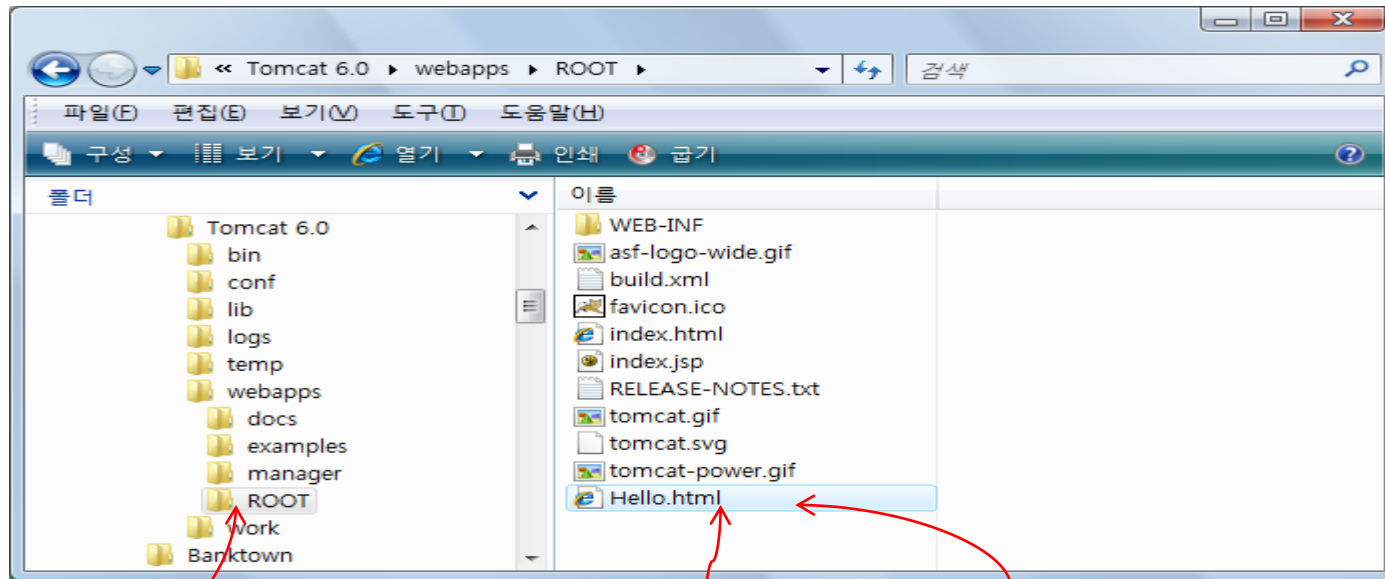 « Tomcat 6.0 ▸ webapps ▸ ROOT ▸ 검색
파일(F) 편집(E) 보기(V) 도구(T) 도움말(H)
구성 보기 열기 인쇄 굽기
폴더
Tomcat 6.0
bin
conf
lib
logs
temp
webapps
docs
examples
manager
ROOT
work
Banktown
이름
WEB-INF
asf-logo-wide.gif
build.xml
favicon.ico
index.html
index.jsp
RELEASE-NOTES.txt
tomcat.gif
tomcat.svg
tomcat-power.gif
Hello.html